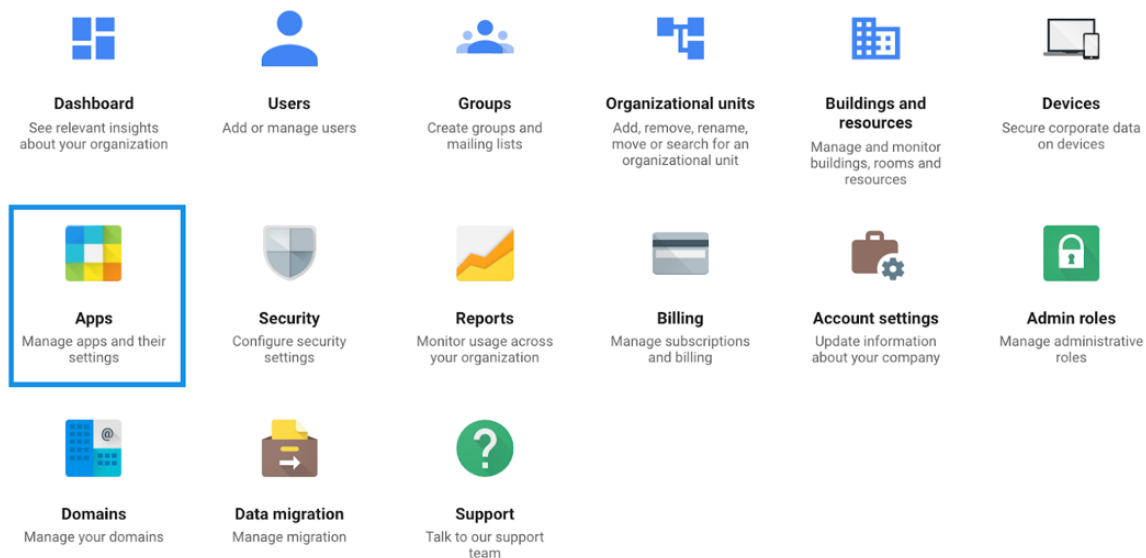 Dashboard
See relevant insights
about your organization
Users
Add or manage users
Groups
Create groups and
mailing lists
Organizational units
Add, remove, rename,
move or search for an
organizational unit
Buildings and
resources
Manage and monitor
buildings, rooms and
resources
Devices
Secure corporate data
on devices
Apps
Manage apps and their
settings
Security
Configure security
settings
Reports
Monitor usage across
your organization
Billing
Manage subscriptions
and billing
Account settings
Update information
about your company
Admin roles
Manage administrative
roles
@
Domains
Manage your domains
Data migration
Manage migration
?
Support
Talk to our support
team